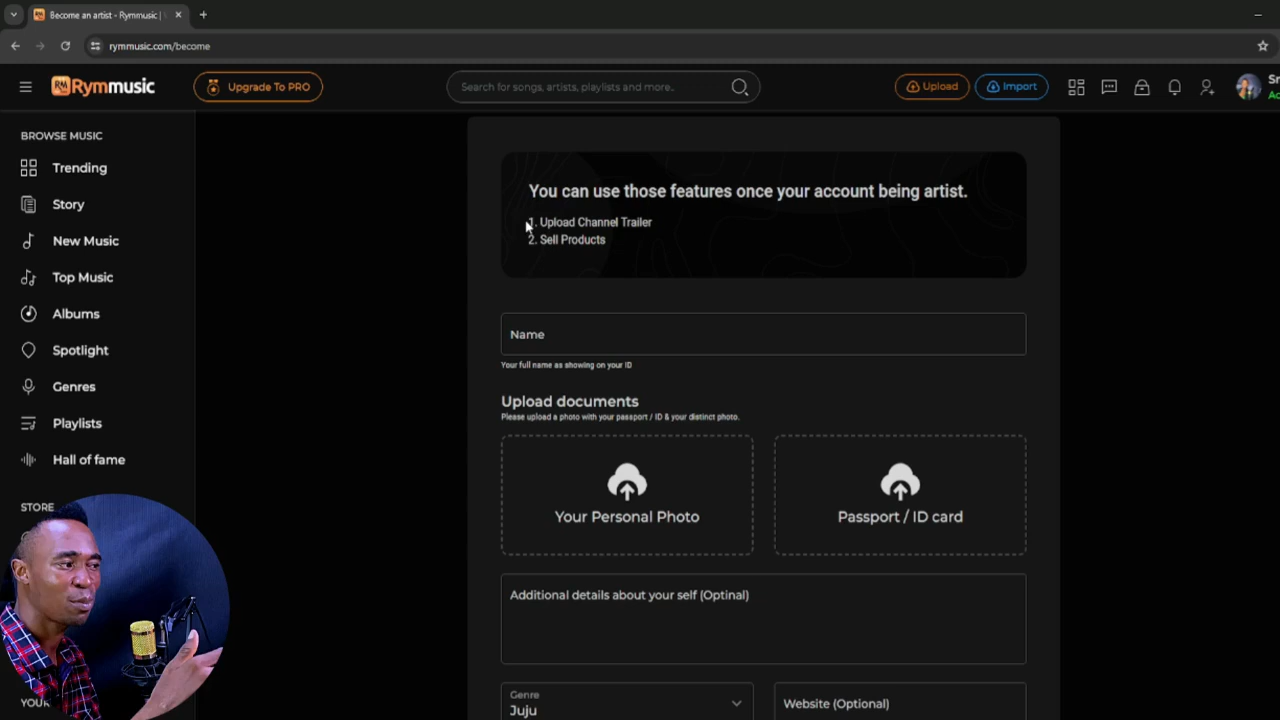 Become an artist - Rymmusic |
rymmusic.com/become
Rymmusic
Upgrade To PRO
Search for songs, artists, playlists and more..
Upload
Import
BROWSE MUSIC
Trending
Story
New Music
Top Music
Albums
Spotlight
Genres
Playlists
Hall of fame
STORE
You can use those features once your account being artist.
1. Upload Channel Trailer
2. Sell Products
Name
Your full name as showing on your ID
Upload documents
Please upload a photo with your passport / ID & your distinct photo.
Your Personal Photo
Passport / ID card
Additional details about your self (Optinal)
Genre
Juju
Website (Optional)